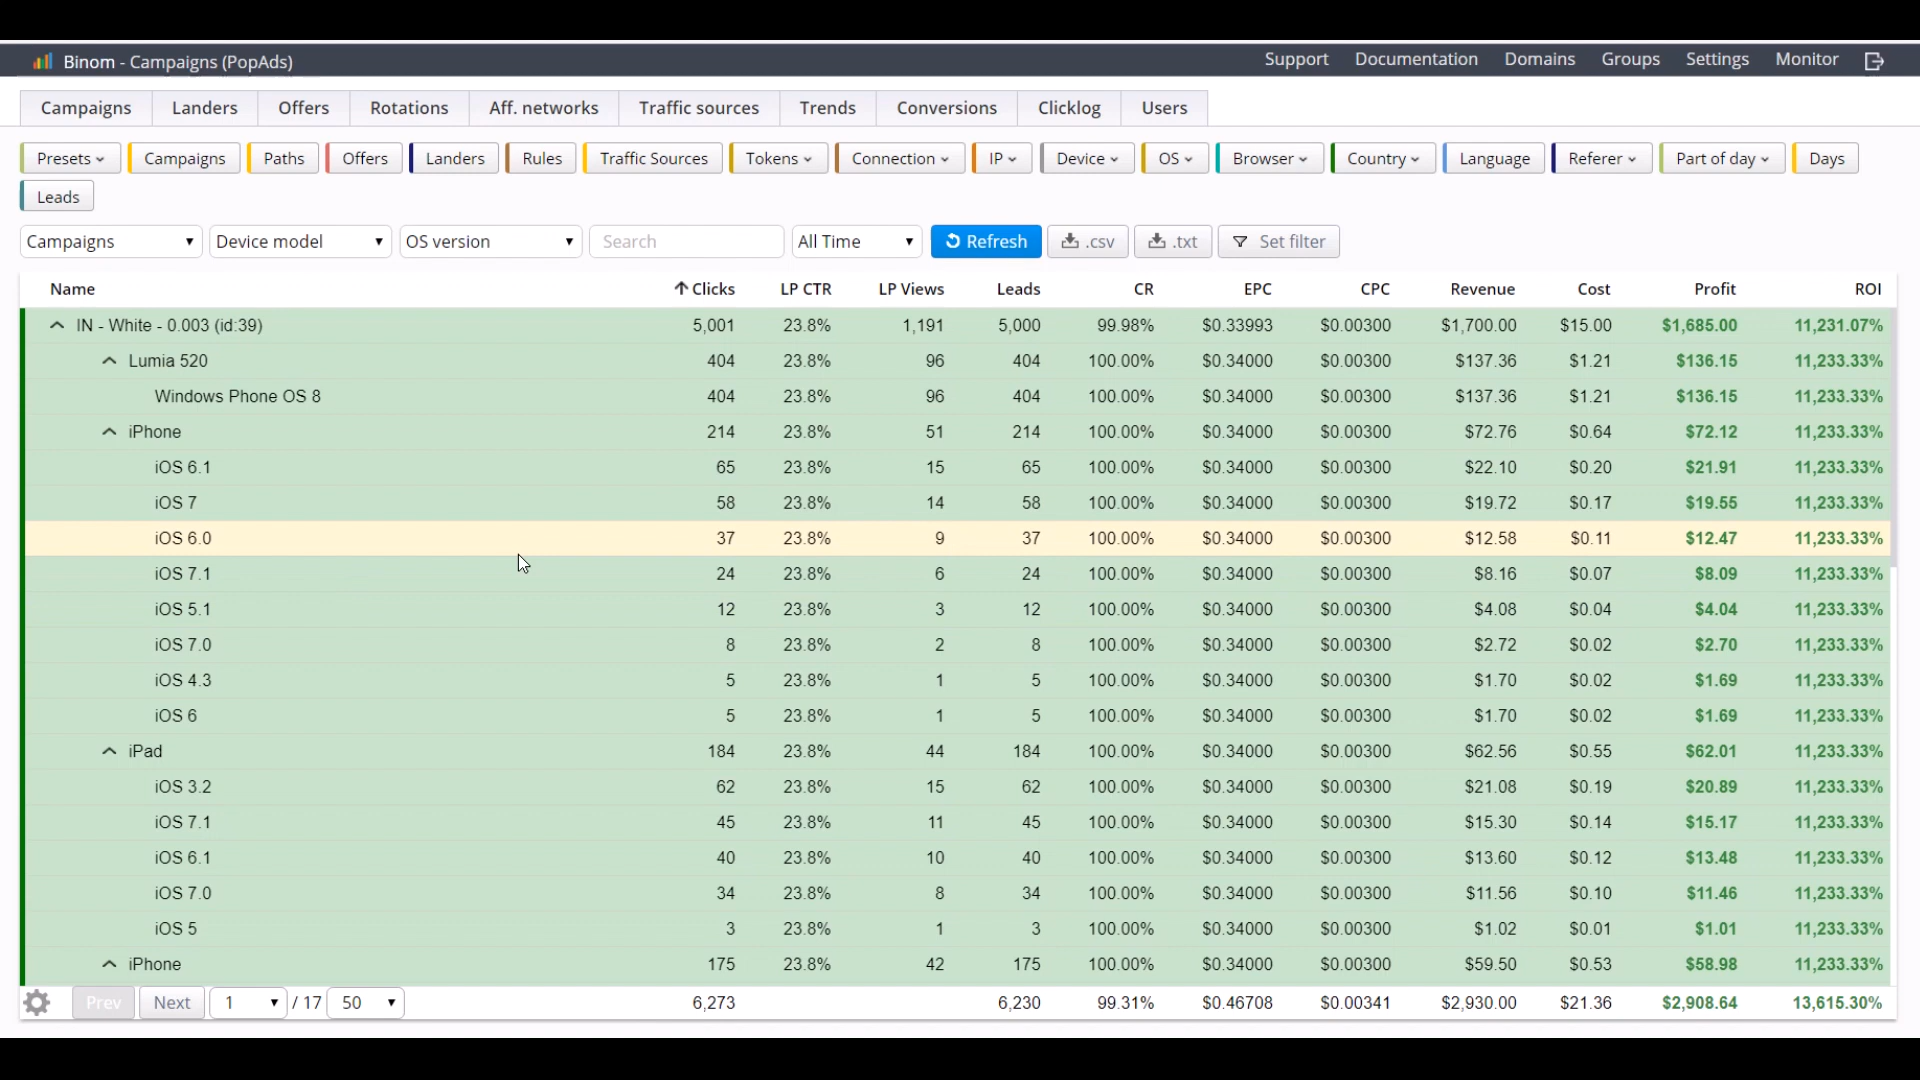 Binom - Campaigns (PopAds) Support Documentation Domains Groups Settings Monitor
Campaigns Landers Offers Rotations Aff. networks Traffic sources Trends Conversions Clicklog Users
Presets Campaigns Paths Offers Landers Rules Traffic Sources Tokens Connection IP Device OS Browser Country Language Referer Part of day Days
Leads
Campaigns Device model OS version Search All Time Refresh .csv .txt Set filter
Name Clicks LP CTR LP Views Leads CR EPC CPC Revenue Cost Profit ROI
IN - White - 0.003 (id:39) 5,001 23.8% 1,191 5,000 99.98% $0.33993 $0.00300 $1,700.00 $15.00 $1,685.00 11,231.07%
Lumia 520 404 23.8% 96 404 100.00% $0.34000 $0.00300 $137.36 $1.21 $136.15 11,233.33%
Windows Phone OS 8 404 23.8% 96 404 100.00% $0.34000 $0.00300 $137.36 $1.21 $136.15 11,233.33%
iPhone 214 23.8% 51 214 100.00% $0.34000 $0.00300 $72.76 $0.64 $72.12 11,233.33%
iOS 6.1 65 23.8% 15 65 100.00% $0.34000 $0.00300 $22.10 $0.20 $21.91 11,233.33%
iOS 7 58 23.8% 14 58 100.00% $0.34000 $0.00300 $19.72 $0.17 $19.55 11,233.33%
iOS 6.0 37 23.8% 9 37 100.00% $0.34000 $0.00300 $12.58 $0.11 $12.47 11,233.33%
iOS 7.1 24 23.8% 6 24 100.00% $0.34000 $0.00300 $8.16 $0.07 $8.09 11,233.33%
iOS 5.1 12 23.8% 3 12 100.00% $0.34000 $0.00300 $4.08 $0.04 $4.04 11,233.33%
iOS 7.0 8 23.8% 2 8 100.00% $0.34000 $0.00300 $2.72 $0.02 $2.70 11,233.33%
iOS 4.3 5 23.8% 1 5 100.00% $0.34000 $0.00300 $1.70 $0.02 $1.69 11,233.33%
iOS 6 5 23.8% 1 5 100.00% $0.34000 $0.00300 $1.70 $0.02 $1.69 11,233.33%
iPad 184 23.8% 44 184 100.00% $0.34000 $0.00300 $62.56 $0.55 $62.01 11,233.33%
iOS 3.2 62 23.8% 15 62 100.00% $0.34000 $0.00300 $21.08 $0.19 $20.89 11,233.33%
iOS 7.1 45 23.8% 11 45 100.00% $0.34000 $0.00300 $15.30 $0.14 $15.17 11,233.33%
iOS 6.1 40 23.8% 10 40 100.00% $0.34000 $0.00300 $13.60 $0.12 $13.48 11,233.33%
iOS 7.0 34 23.8% 8 34 100.00% $0.34000 $0.00300 $11.56 $0.10 $11.46 11,233.33%
iOS 5 3 23.8% 1 3 100.00% $0.34000 $0.00300 $1.02 $0.01 $1.01 11,233.33%
iPhone 175 23.8% 42 175 100.00% $0.34000 $0.00300 $59.50 $0.53 $58.98 11,233.33%
Prev Next 1 / 17 50 6,273 6,230 99.31% $0.46708 $0.00341 $2,930.00 $21.36 $2,908.64 13,615.30%